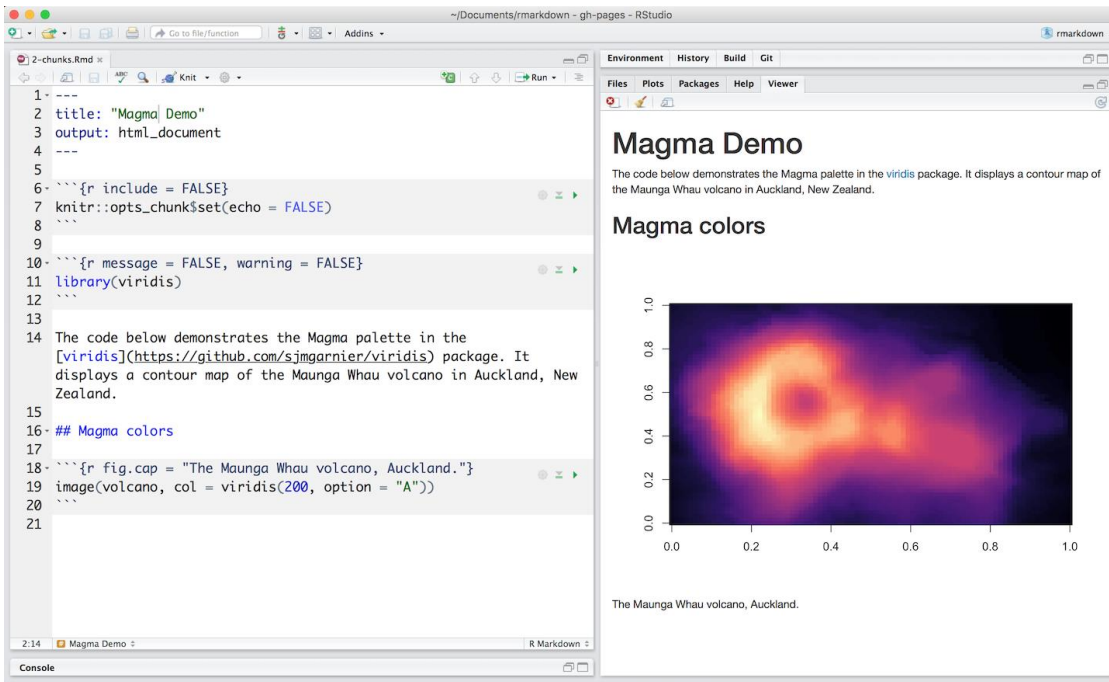 ~/Documents/rmarkdown - gh-pages - RStudio
Go to file/function
Addins
rmarkdown
2-chunks.Rmd
ABC
Knit
Run
1 ---
2 title: "Magma Demo"
3 output: html_document
4 ---
5
6 ```{r include = FALSE}
7 knitr::opts_chunk$set(echo = FALSE)
8 ```
9
10 ```{r message = FALSE, warning = FALSE}
11 library(viridis)
12 ```
13
14 The code below demonstrates the Magma palette in the
[viridis](https://github.com/sjmgarnier/viridis) package. It
displays a contour map of the Maunga Whau volcano in Auckland, New
Zealand.
15
16 ## Magma colors
17
18 ```{r fig.cap = "The Maunga Whau volcano, Auckland."}
19 image(volcano, col = viridis(200, option = "A"))
20 ```
21
2:14 Magma Demo R Markdown
Console
Environment History Build Git
Files Plots Packages Help Viewer
Magma Demo
The code below demonstrates the Magma palette in the viridis package. It displays a contour map of
the Maunga Whau volcano in Auckland, New Zealand.
Magma colors
1.0
0.8
0.6
0.4
0.2
0.0
0.0 0.2 0.4 0.6 0.8 1.0
The Maunga Whau volcano, Auckland.